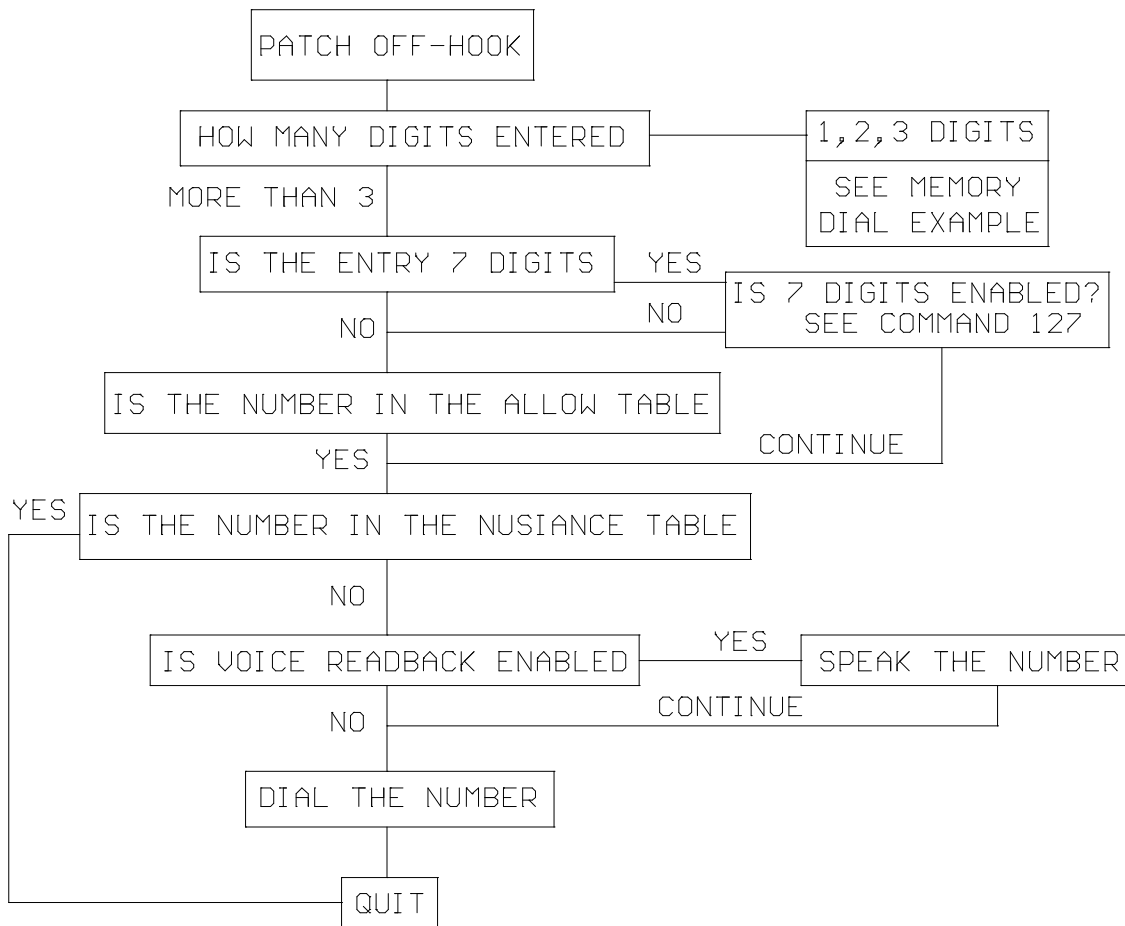 PATCH OFF-HOOK
HOW MANY DIGITS ENTERED
1,2,3 DIGITS
SEE MEMORY
DIAL EXAMPLE
MORE THAN 3
IS THE ENTRY 7 DIGITS
YES
IS 7 DIGITS ENABLED?
SEE COMMAND 127
NO
NO
IS THE NUMBER IN THE ALLOW TABLE
CONTINUE
YES
YES
IS THE NUMBER IN THE NUSIANCE TABLE
NO
IS VOICE READBACK ENABLED
YES
SPEAK THE NUMBER
CONTINUE
NO
DIAL THE NUMBER
QUIT